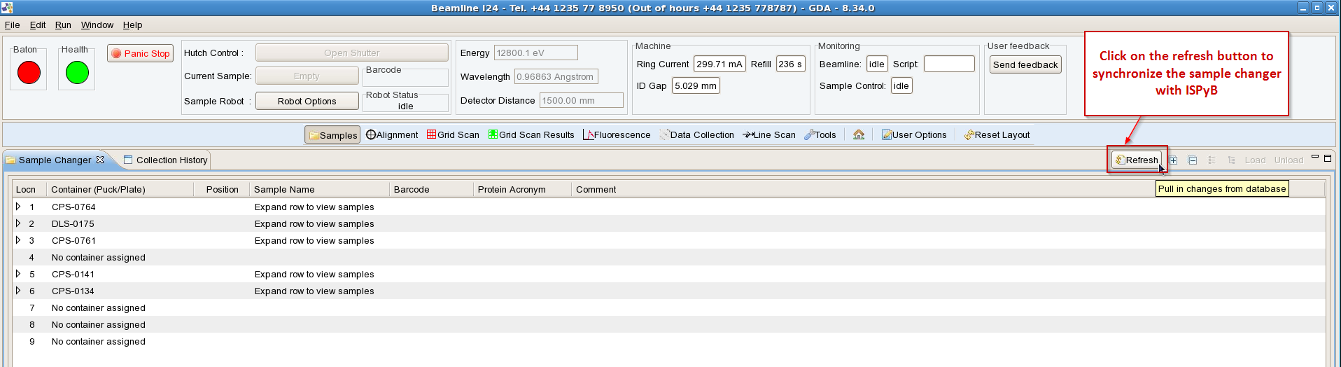 Beamline I24 - Tel. +44 1235 77 8950 (Out of hours +44 1235 778787) - GDA - 8.34.0
File Edit Run Window Help
Baton
Health
Panic Stop
Hutch Control :
Open Shutter
Current Sample:
Empty
Barcode
Sample Robot :
Robot Options
Robot Status
idle
Energy
12800.1 eV
Wavelength
0.96863 Angstrom
Detector Distance
1500.00 mm
Machine
Ring Current 299.71 mA Refill 236 s
ID Gap 5.029 mm
Monitoring
Beamline: idle Script:
Sample Control: idle
User feedback
Send feedback
Click on the refresh button to
synchronize the sample changer
with ISPyB
Samples Alignment Grid Scan Grid Scan Results Fluorescence Data Collection Line Scan Tools User Options Reset Layout
Sample Changer Collection History
Refresh Load Unload
Pull in changes from database
Locn Container (Puck/Plate) Position Sample Name Barcode Protein Acronym Comment
1 CPS-0764 Expand row to view samples
2 DLS-0175 Expand row to view samples
3 CPS-0761 Expand row to view samples
4 No container assigned
5 CPS-0141 Expand row to view samples
6 CPS-0134 Expand row to view samples
7 No container assigned
8 No container assigned
9 No container assigned